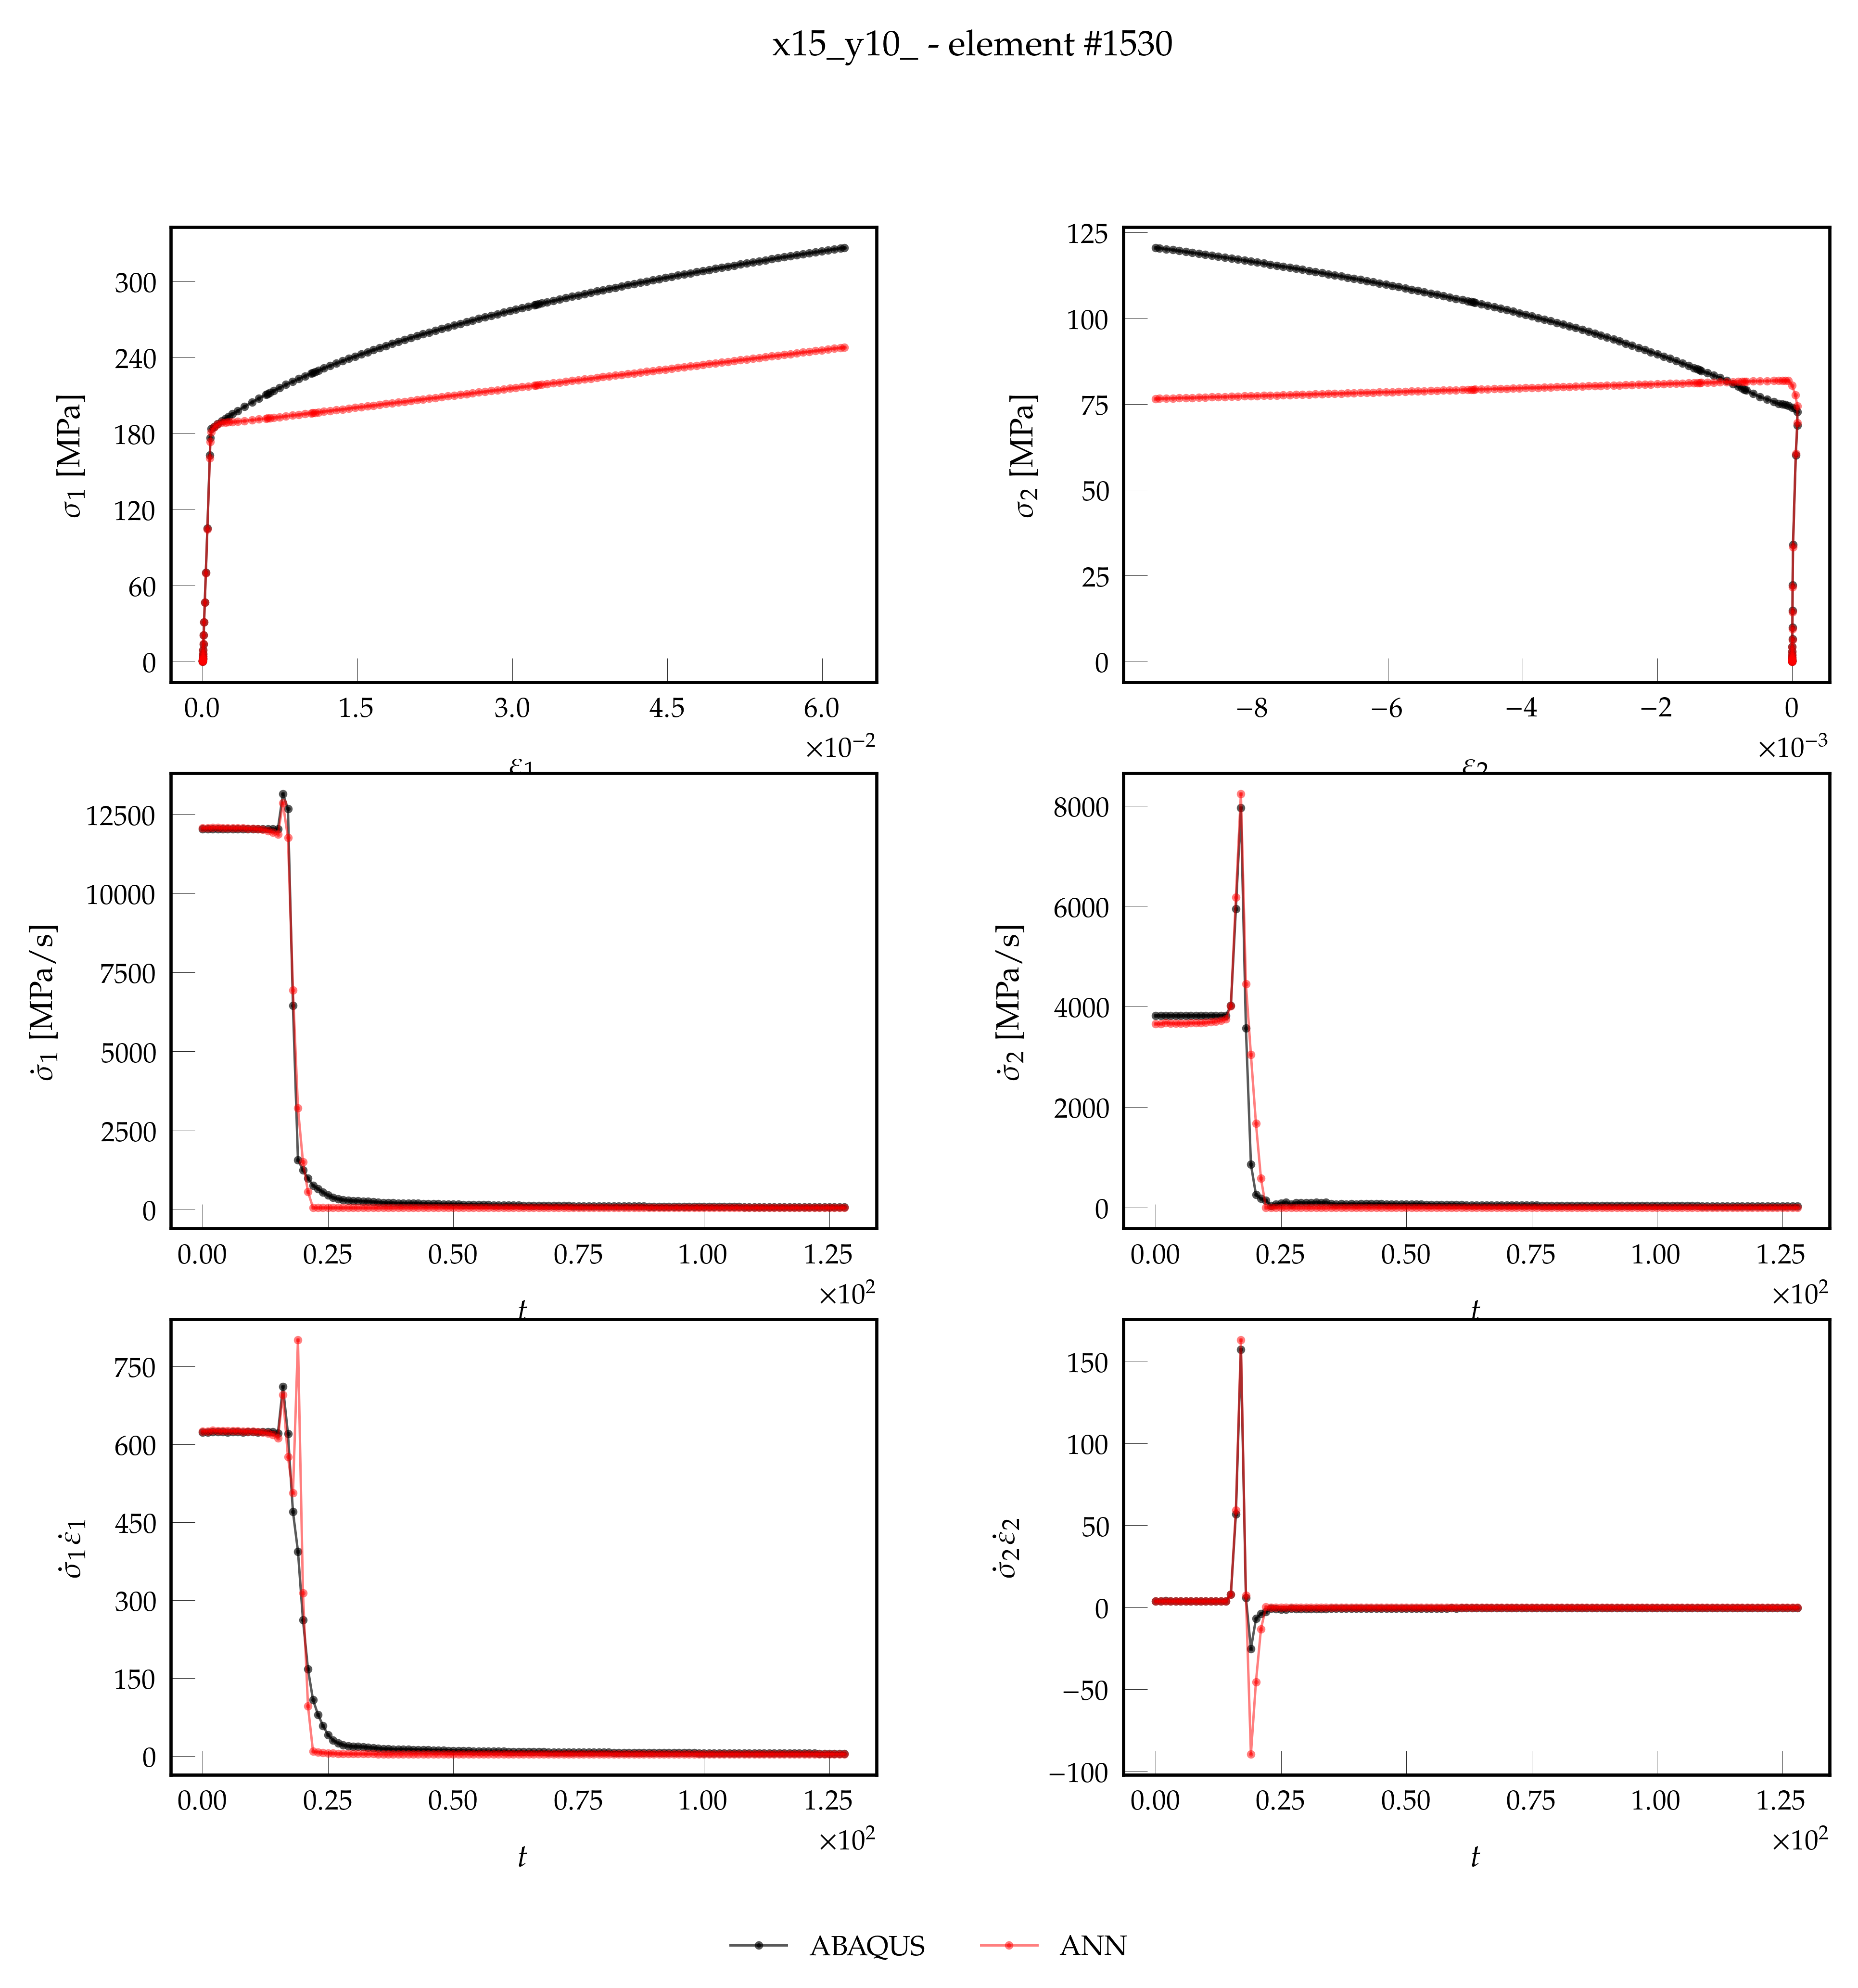 x15_y10_ - element #1530
σ₁ [MPa]
300
240
180
120
60
0
0.0 1.5 3.0 4.5 6.0
×10⁻²
ε₁
σ₂ [MPa]
125
100
75
50
25
0
−8 −6 −4 −2 0
×10⁻³
ε₂
σ̇₁ [MPa/s]
12500
10000
7500
5000
2500
0
0.00 0.25 0.50 0.75 1.00 1.25
×10²
t
σ̇₂ [MPa/s]
8000
6000
4000
2000
0
0.00 0.25 0.50 0.75 1.00 1.25
×10²
t
σ̇₁ε̇₁
750
600
450
300
150
0
0.00 0.25 0.50 0.75 1.00 1.25
×10²
t
σ̇₂ε̇₂
150
100
50
0
−50
−100
0.00 0.25 0.50 0.75 1.00 1.25
×10²
t
ABAQUS ANN